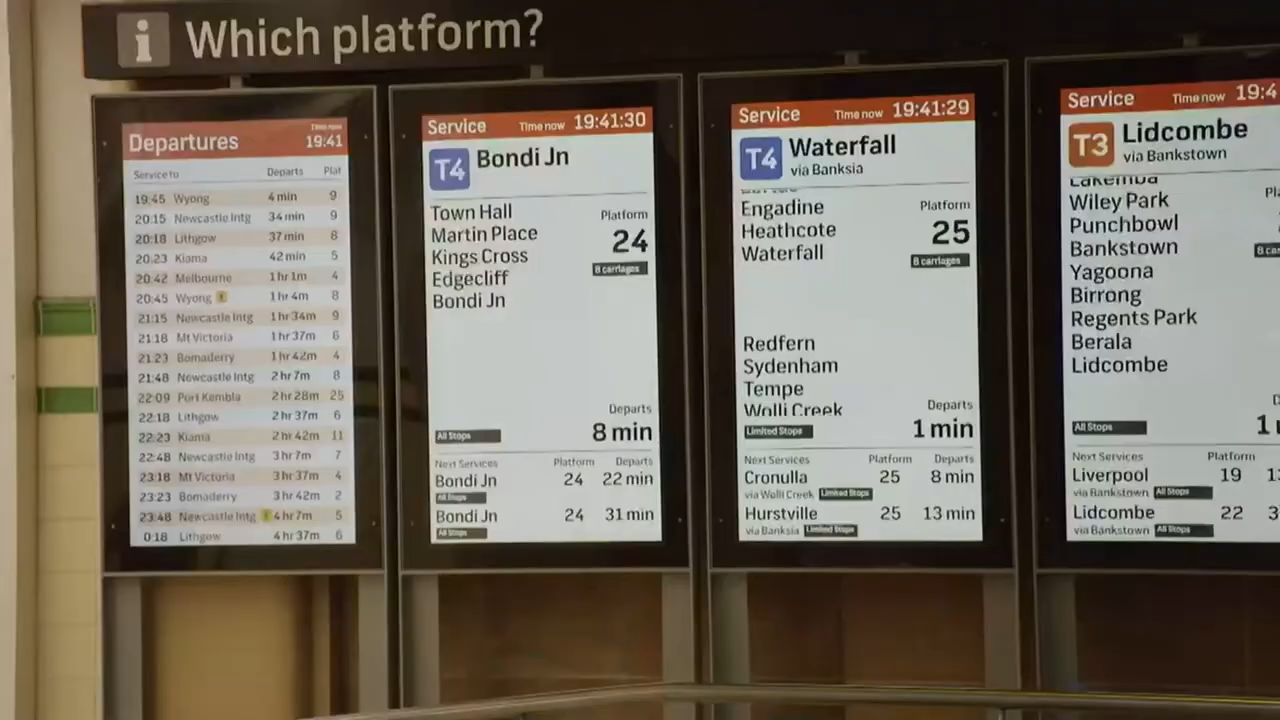 i Which platform?
Departures Time now 19:41
Service to Departs Plat
19:45 Wyong 4 min 9
20:15 Newcastle Intg 34 min 9
20:18 Lithgow 37 min 8
20:23 Kiama 42 min 5
20:42 Melbourne 1 hr 1m 4
20:45 Wyong 1 hr 4m 8
21:15 Newcastle Intg 1 hr 34m 9
21:18 Mt Victoria 1 hr 37m 6
21:23 Bomaderry 1 hr 42m 4
21:48 Newcastle Intg 2 hr 7m 8
22:09 Port Kembla 2 hr 28m 25
22:18 Lithgow 2 hr 37m 6
22:23 Kiama 2 hr 42m 11
22:48 Newcastle Intg 3 hr 7m 7
23:18 Mt Victoria 3 hr 37m 4
23:23 Bomaderry 3 hr 42m 2
23:48 Newcastle Intg 4 hr 7m 5
0:18 Lithgow 4 hr 37m 6
Service Time now 19:41:30
T4 Bondi Jn
Town Hall
Platform
Martin Place
24
Kings Cross
8 carriages
Edgecliff
Bondi Jn
Departs
All Stops 8 min
Next Services Platform Departs
Bondi Jn 24 22 min
All Stops
Bondi Jn 24 31 min
All Stops
Service Time now 19:41:29
T4 Waterfall
via Banksia
Engadine Platform
Heathcote 25
Waterfall 8 carriages
Redfern
Sydenham
Tempe
Wolli Creek Departs
Limited Stops 1 min
Next Services Platform Departs
Cronulla 25 8 min
via Wolli Creek Limited Stops
Hurstville 25 13 min
via Banksia Limited Stops
Service Time now 19:4
T3 Lidcombe
via Bankstown
Lakemba
Wiley Park
Punchbowl
Bankstown 8 car
Yagoona
Birrong
Regents Park
Berala
Lidcombe
All Stops
Next Services Platform
Liverpool 19
via Bankstown All Stops
Lidcombe 22
via Bankstown All Stops